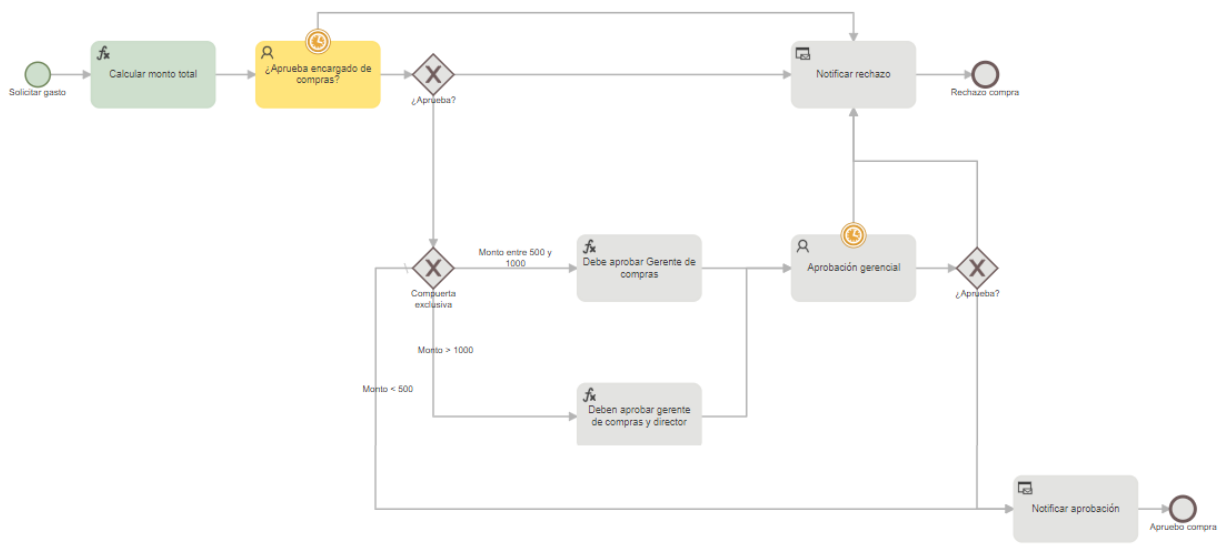 Solicitar gasto
Calcular monto total
¿Aprueba encargado de
compras?
¿Aprueba?
Notificar rechazo
Rechazo compra
Compuerta
exclusiva
Monto entre 500 y
1000
Debe aprobar Gerente de
compras
Aprobación gerencial
¿Aprueba?
Monto > 1000
Monto < 500
Deben aprobar gerente
de compras y director
Notificar aprobación
Apruebo compra